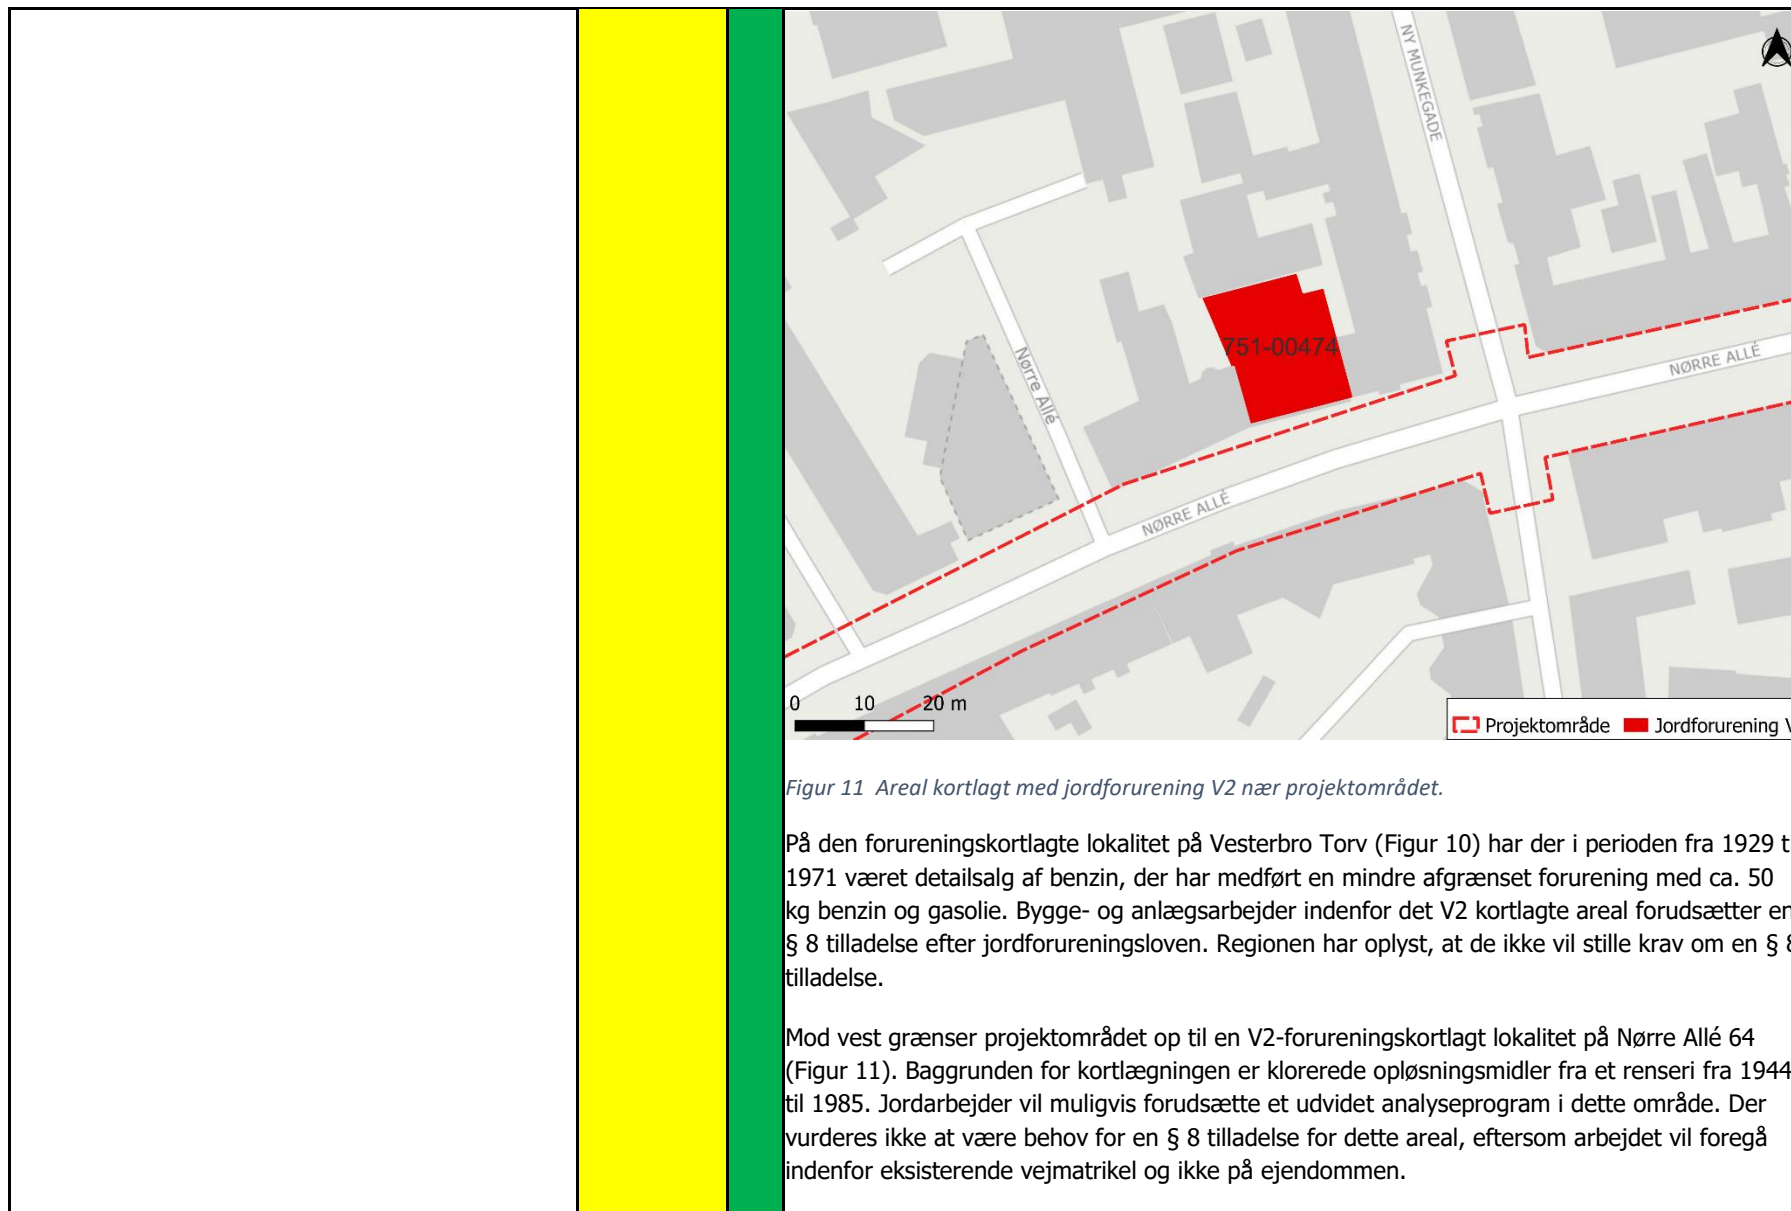 NY MUNKEGADE
751-00474
Nørre Allé
NØRRE ALLÉ
NØRRE ALLÉ
0 10 20 m
Projektområde Jordforurening V
Figur 11 Areal kortlagt med jordforurening V2 nær projektområdet.
På den forureningskortlagte lokalitet på Vesterbro Torv (Figur 10) har der i perioden fra 1929 t
1971 været detailsalg af benzin, der har medført en mindre afgrænset forurening med ca. 50
kg benzin og gasolie. Bygge- og anlægsarbejder indenfor det V2 kortlagte areal forudsætter en
§ 8 tilladelse efter jordforureningsloven. Regionen har oplyst, at de ikke vil stille krav om en § 8
tilladelse.
Mod vest grænser projektområdet op til en V2-forureningskortlagt lokalitet på Nørre Allé 64
(Figur 11). Baggrunden for kortlægningen er klorerede opløsningsmidler fra et renseri fra 1944
til 1985. Jordarbejder vil muligvis forudsætte et udvidet analyseprogram i dette område. Der
vurderes ikke at være behov for en § 8 tilladelse for dette areal, eftersom arbejdet vil foregå
indenfor eksisterende vejmatrikel og ikke på ejendommen.